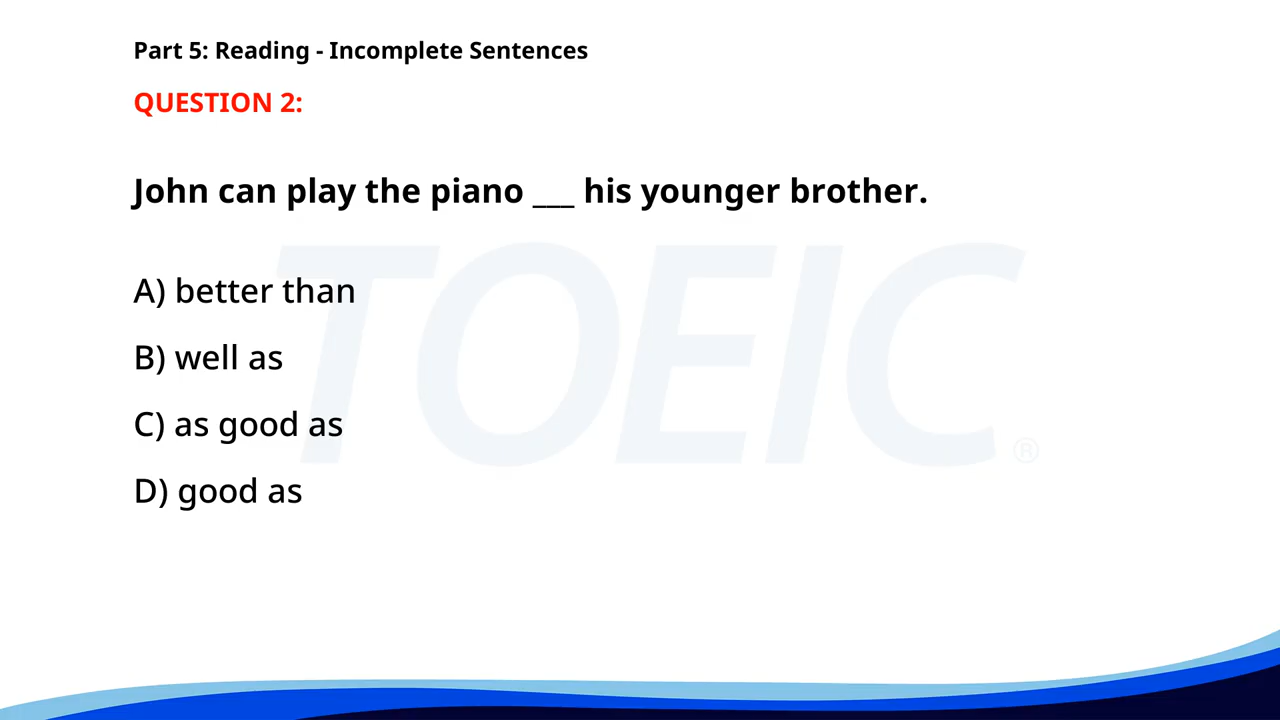 Part 5: Reading - Incomplete Sentences
QUESTION 2:
John can play the piano ___ his younger brother.
TOEIC®
A) better than
B) well as
C) as good as
D) good as